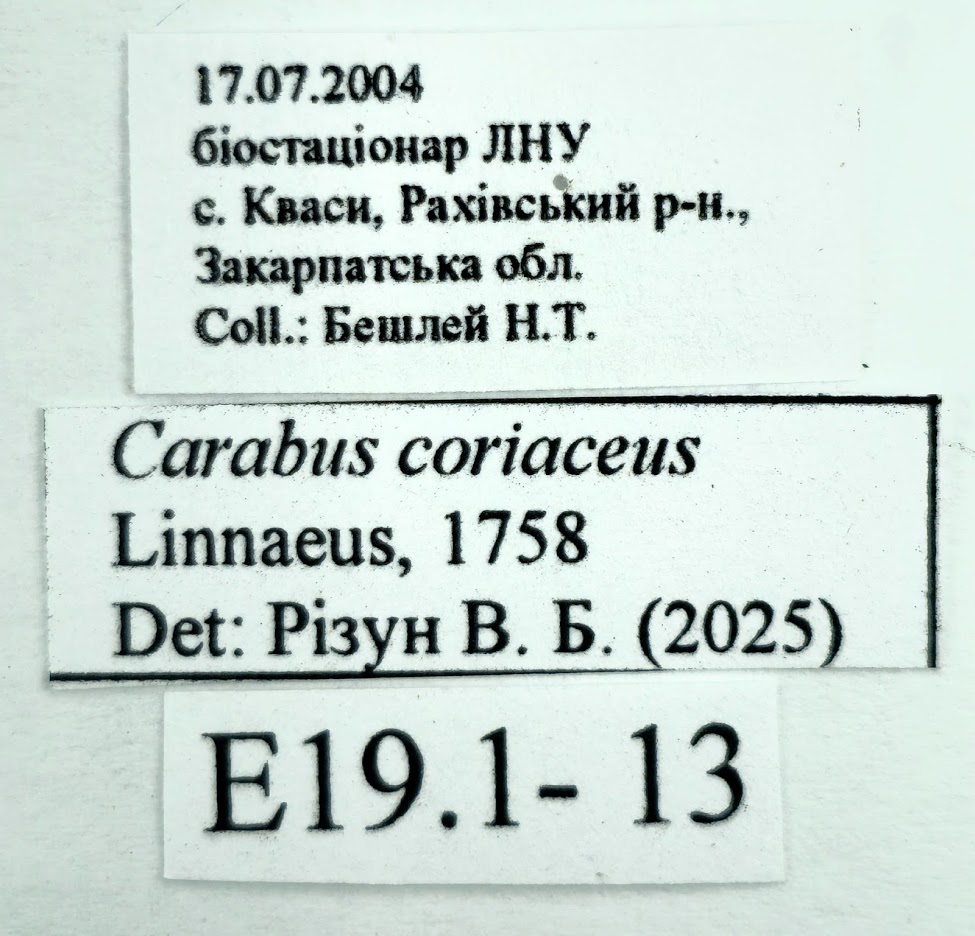 17.07.2004
біостаціонар ЛНУ
с. Кваси, Рахівський р-н.,
Закарпатська обл.
Coll.: Бешлей Н.Т.
Carabus coriaceus
Linnaeus, 1758
Det: Різун В. Б. (2025)
E19.1- 13